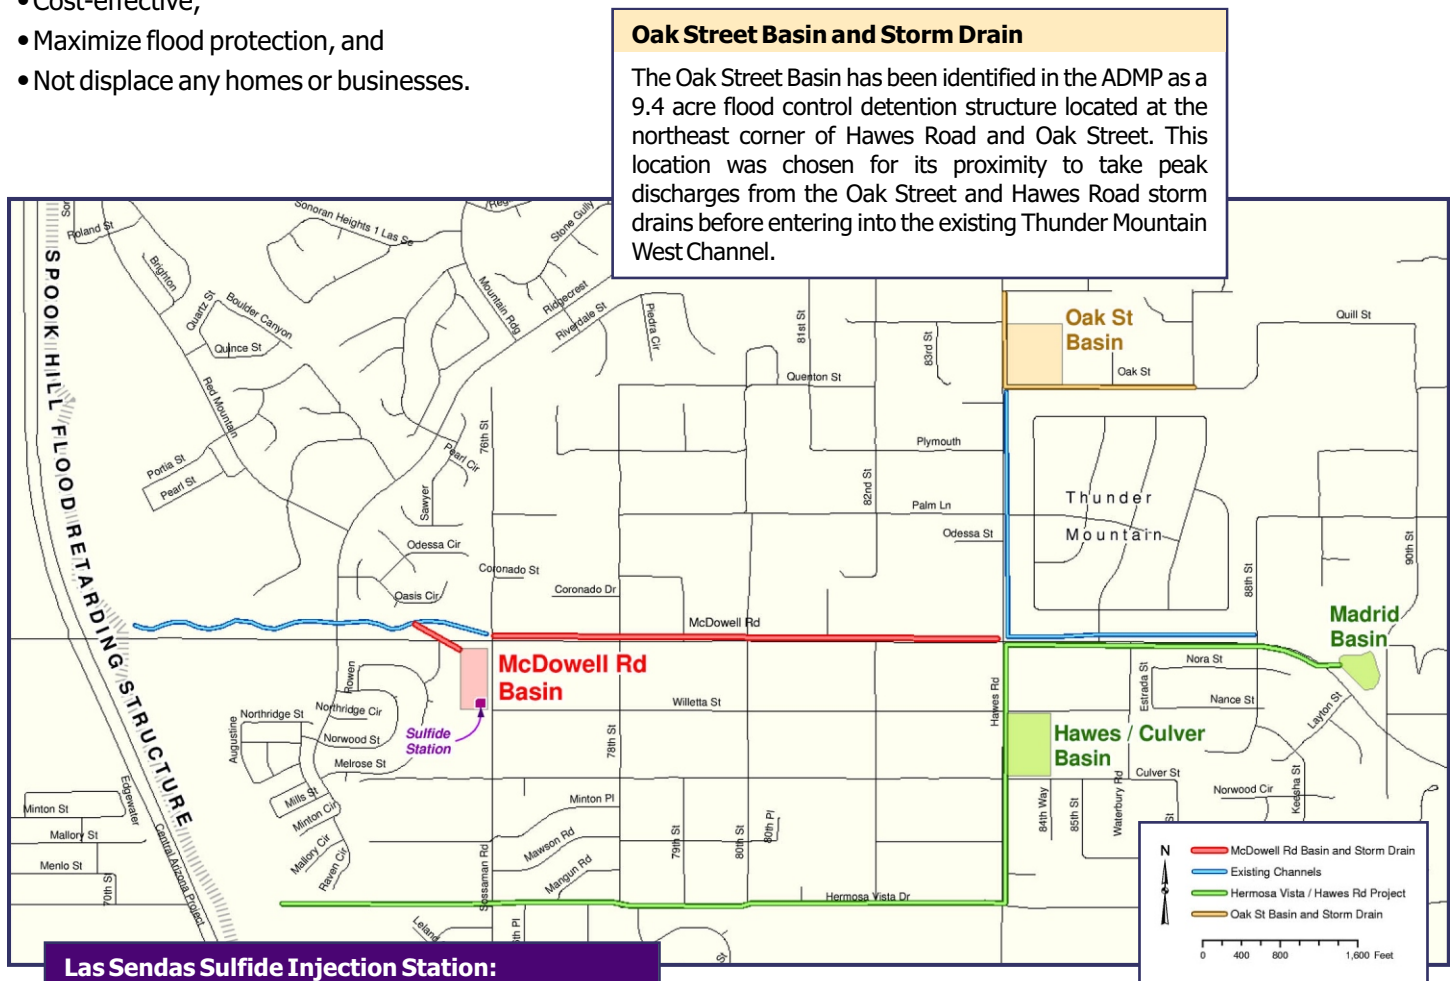 • Cost-effective,
• Maximize flood protection, and
• Not displace any homes or businesses.
Oak Street Basin and Storm Drain
The Oak Street Basin has been identified in the ADMP as a
9.4 acre flood control detention structure located at the
northeast corner of Hawes Road and Oak Street. This
location was chosen for its proximity to take peak
discharges from the Oak Street and Hawes Road storm
drains before entering into the existing Thunder Mountain
West Channel.
SPOOK HILL FLOOD RETARDING STRUCTURE
Roland St
Sonoran Heights 1 Las Se
Stone Gully
Brighton
Quartz St
Boulder Canyon
Quince St
Mountain Rdg
Ridgecrest
Riverdale St
Piedra Cir
81st St
83rd St
Oak St
Basin
Quill St
Oak St
Quenton St
Red Mountain
76th St
Pearl Cir
Plymouth
Portia St
Pearl St
Sawyer
82nd St
Palm Ln
Thunder
Mountain
Odessa St
Odessa Cir
Coronado St
Coronado Dr
Oasis Cir
88th St
90th St
McDowell Rd
Madrid
Basin
McDowell Rd
Basin
Rowen
Nora St
Estrada St
Nance St
Layton St
Willetta St
Hawes Rd
Northridge St
Northridge Cir
Augustine
Norwood St
Sulfide
Station
78th St
Hawes / Culver
Basin
Melrose St
Culver St
Edgewater
Minton St
Mills St
Minton Cir
Minton Pl
Mallory St
Mallory Cir
Raven Cir
Menlo St
70th St
Central Arizona Project
Sossaman Rd
Mawson Rd
Mangun Rd
79th St
80th St
80th Pl
84th Way
85th St
Waterbury Rd
Norwood Cir
Keesha St
St
Hermosa Vista Dr
Leland
St
N
McDowell Rd Basin and Storm Drain
Existing Channels
Hermosa Vista / Hawes Rd Project
Oak St Basin and Storm Drain
0 400 800 1,600 Feet
Las Sendas Sulfide Injection Station: